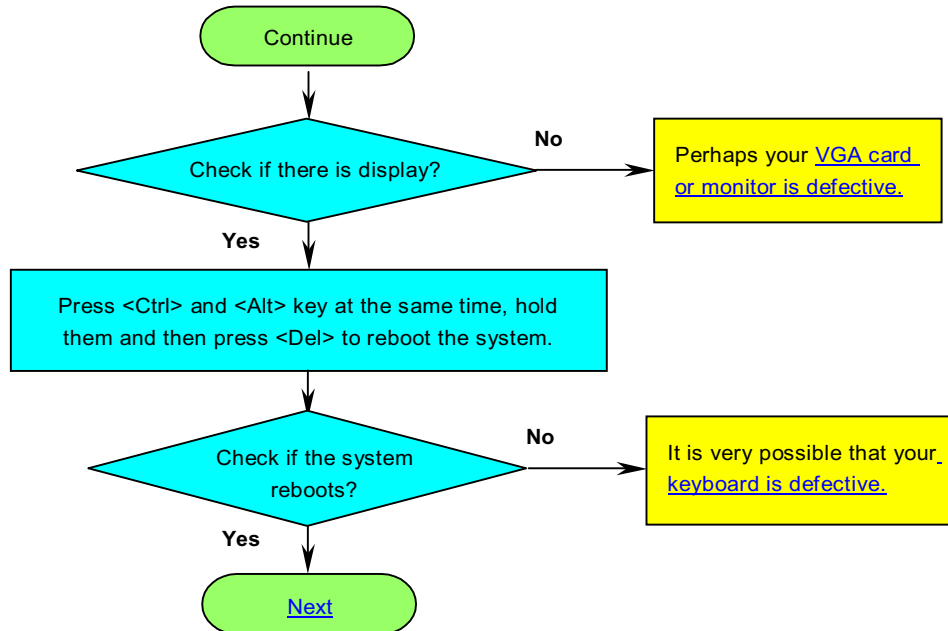 Continue
Check if there is display?
No
Perhaps your VGA card
or monitor is defective.
Yes
Press <Ctrl> and <Alt> key at the same time, hold
them and then press <Del> to reboot the system.
Check if the system
reboots?
No
It is very possible that your
keyboard is defective.
Yes
Next